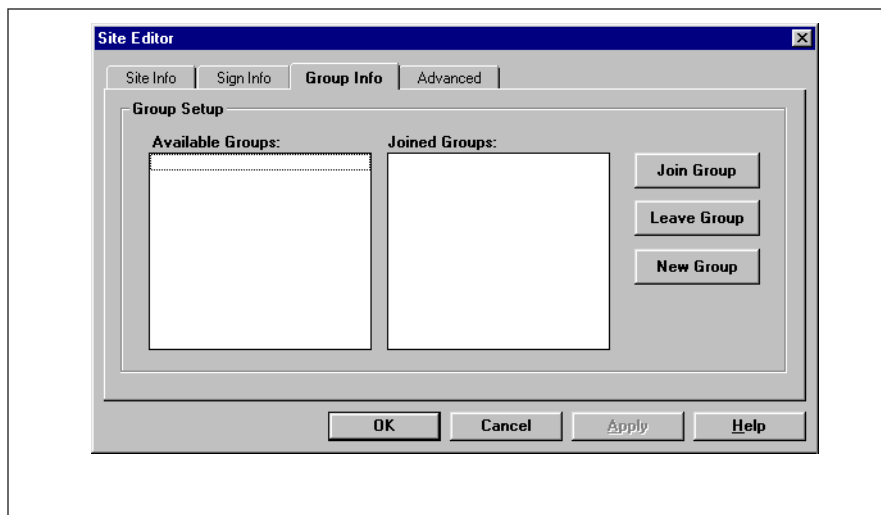 Site Editor
Site Info
Sign Info
Group Info
Advanced
Group Setup
Available Groups:
Joined Groups:
Join Group
Leave Group
New Group
OK
Cancel
Apply
Help